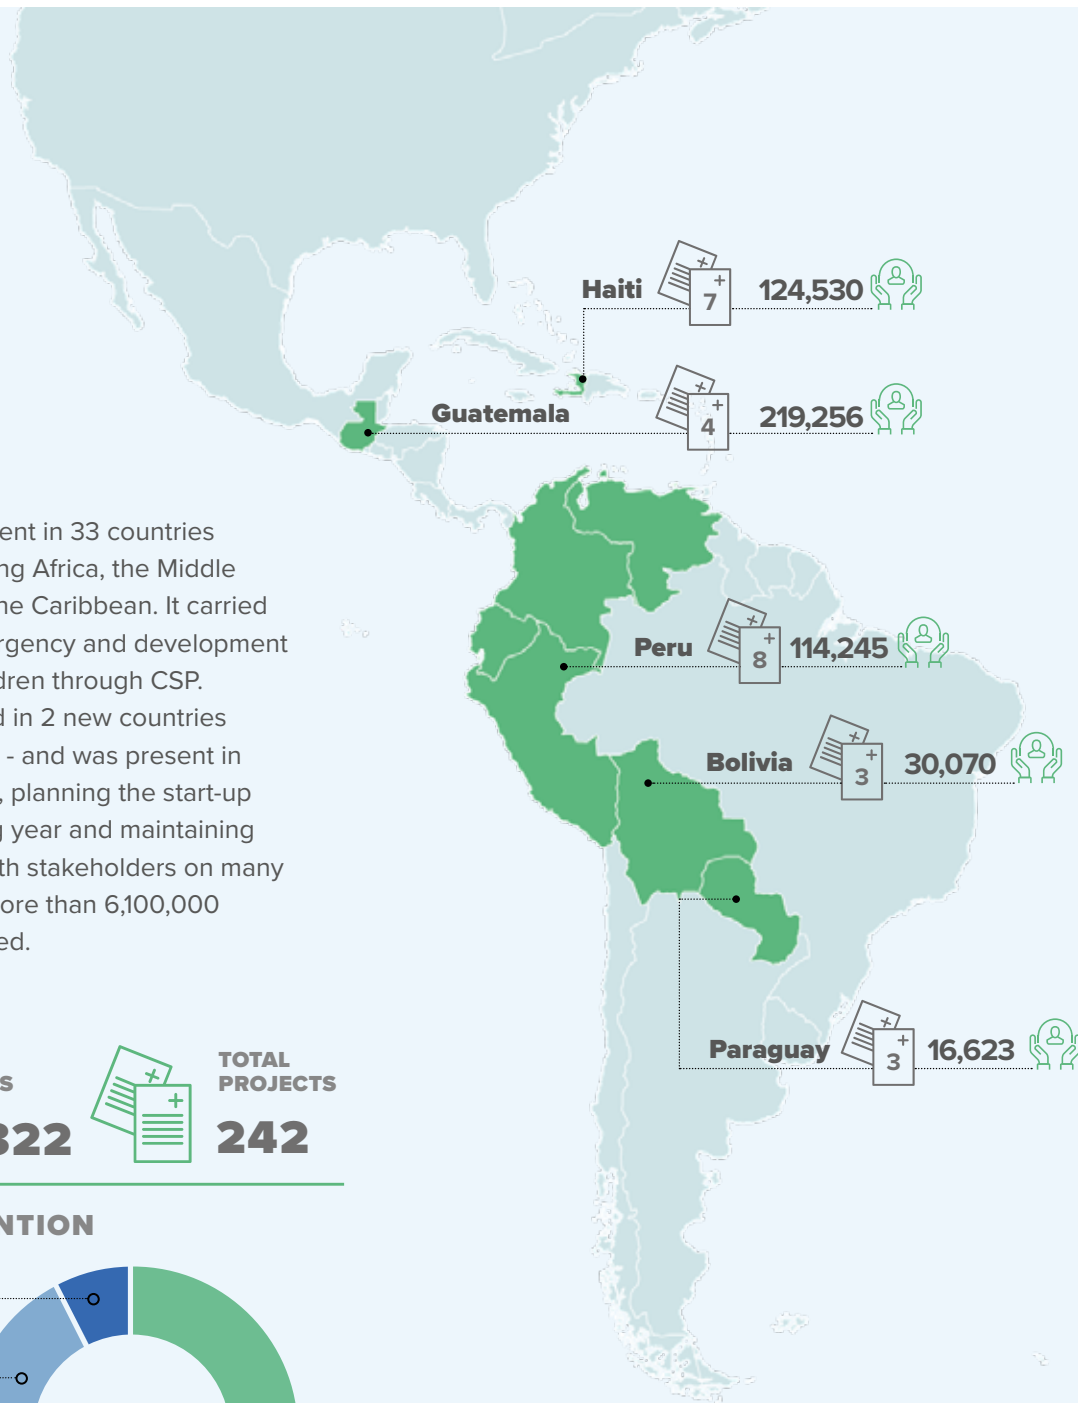 Haiti 7 124,530
Guatemala 4 219,256
ent in 33 countries
ng Africa, the Middle
ne Caribbean. It carried
ergency and development
dren through CSP.
d in 2 new countries
- and was present in
, planning the start-up
g year and maintaining
th stakeholders on many
ore than 6,100,000
ed.
Peru 8 114,245
Bolivia 3 30,070
Paraguay 3 16,623
S
322
TOTAL
PROJECTS
242
NTION